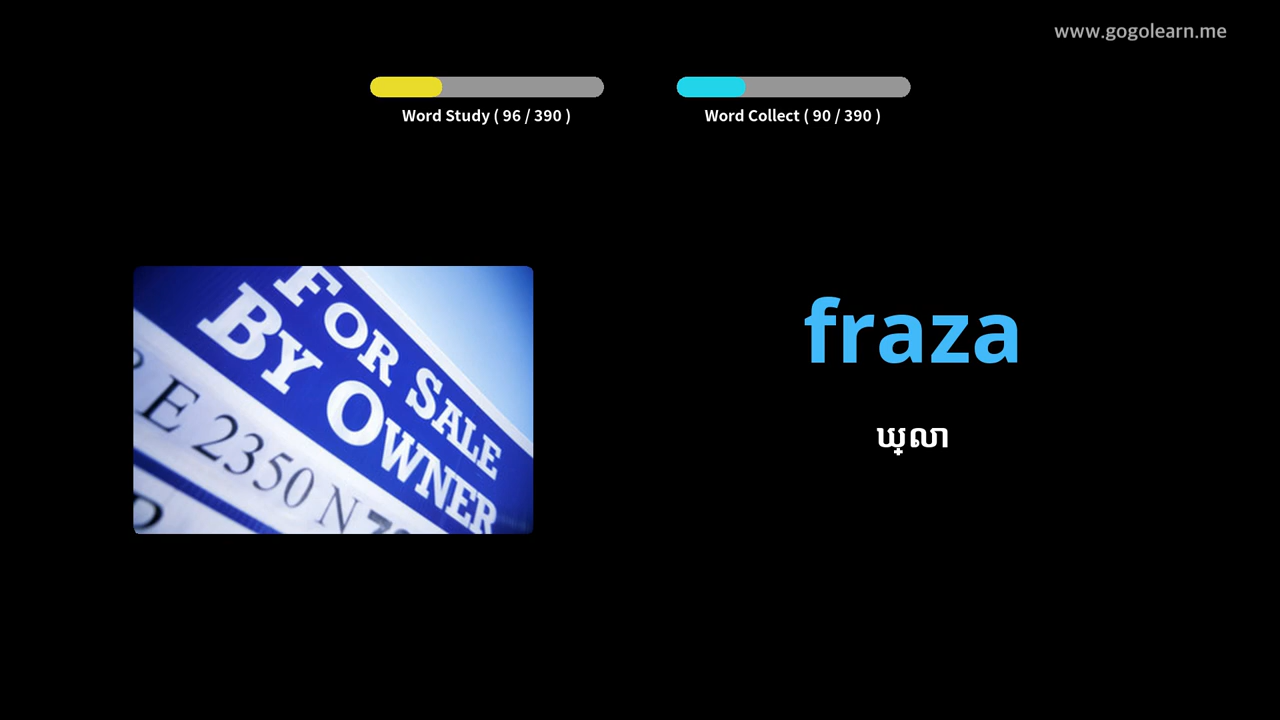 www.gogolearn.me
Word Study ( 96 / 390 )
Word Collect ( 90 / 390 )
FOR SALE
BY OWNER
E 2350 N
fraza
ឃ្លា